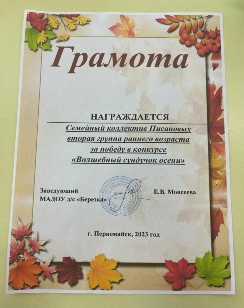 Грамота
НАГРАЖДАЕТСЯ
Семейный коллектив Писановых
вторая группа раннего возраста
за победу в конкурсе
«Волшебный сундучок осени»
Заведующий Е.В. Моисеева
МАДОУ д/с «Березка»
г. Первомайск, 2023 год